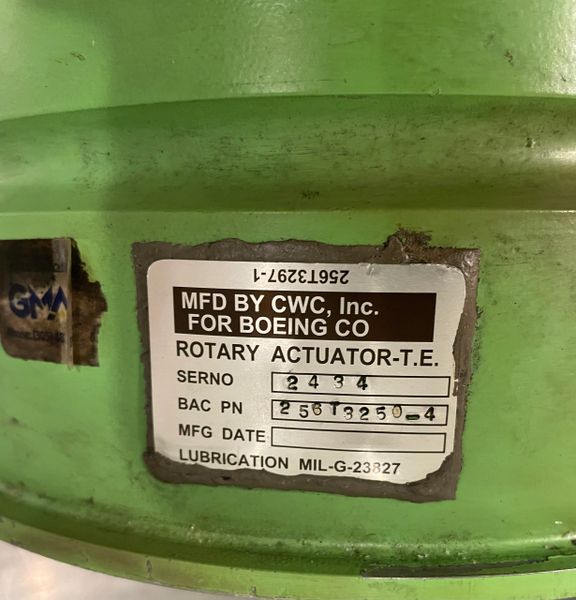 256T3297-1
MFD BY CWC, Inc.
FOR BOEING CO
ROTARY ACTUATOR-T.E.
SERNO 2434
BAC PN 256T3250-4
MFG DATE
LUBRICATION MIL-G-23827
GMA